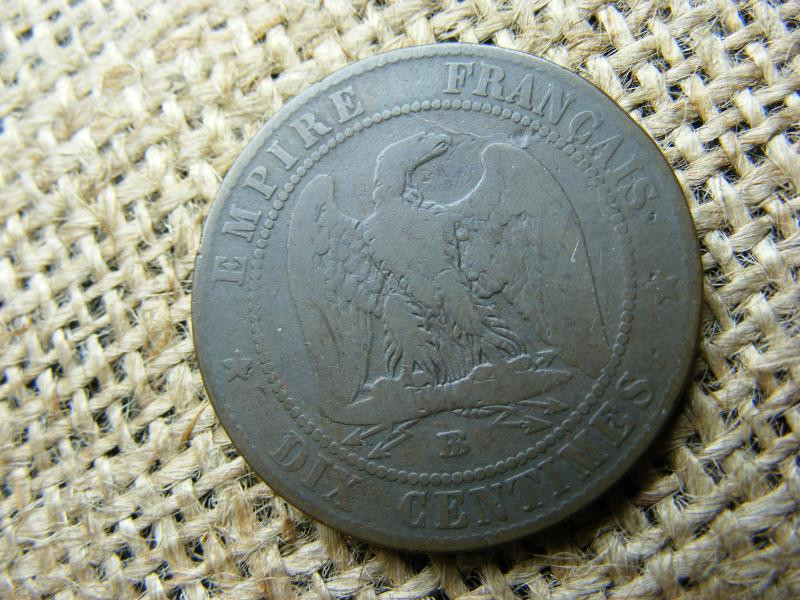 EMPIRE FRANÇAIS
BB
DIX CENTIMES